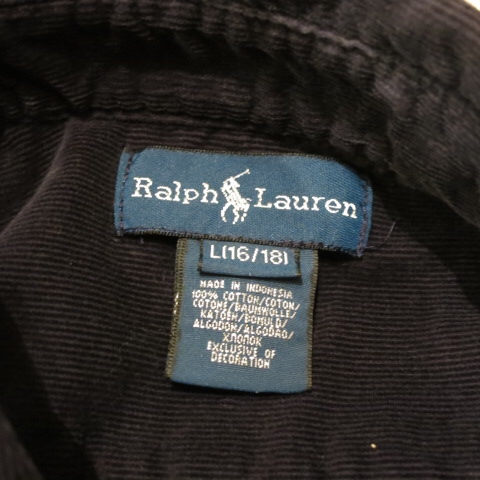 Ralph Lauren
L(16/18)
MADE IN INDONESIA
100% COTTON/COTON/
COTONE/BAUMWOLLE/
KATOEN/BOMULD/
ALGODON/ALGODAO/
ХЛОПОК
EXCLUSIVE OF
DECORATION